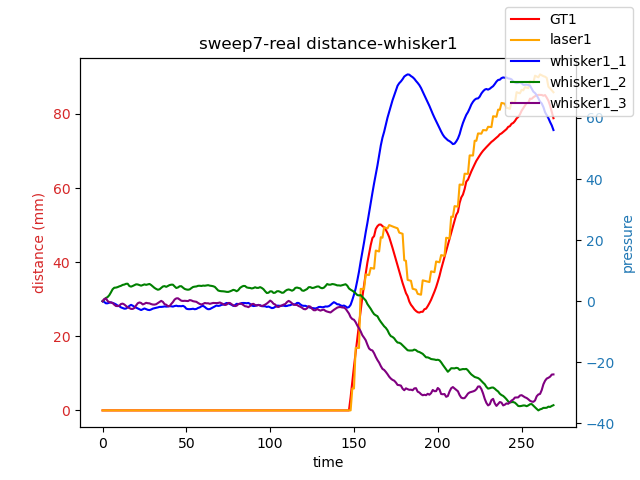 sweep7-real distance-whisker1
GT1
laser1
whisker1_1
whisker1_2
whisker1_3
distance (mm)
80
60
40
20
0
60
40
20
0
−20
−40
pressure
0
50
100
150
200
250
time